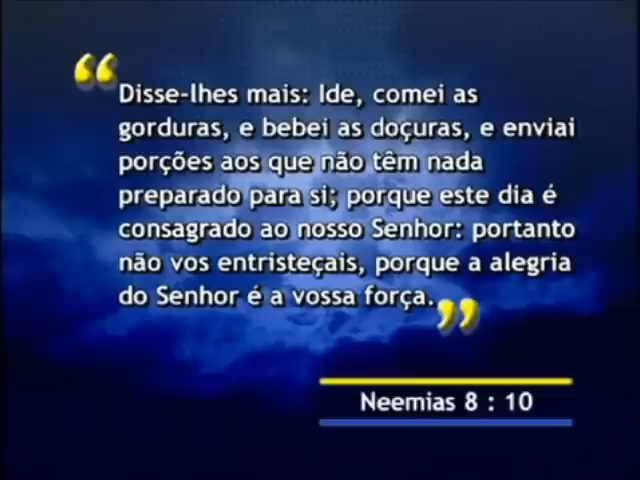 “
Disse-lhes mais: Ide, comei as
gorduras, e bebei as doçuras, e enviai
porções aos que não têm nada
preparado para si; porque este dia é
consagrado ao nosso Senhor: portanto
não vos entristeçais, porque a alegria
do Senhor é a vossa força.”
Neemias 8 : 10